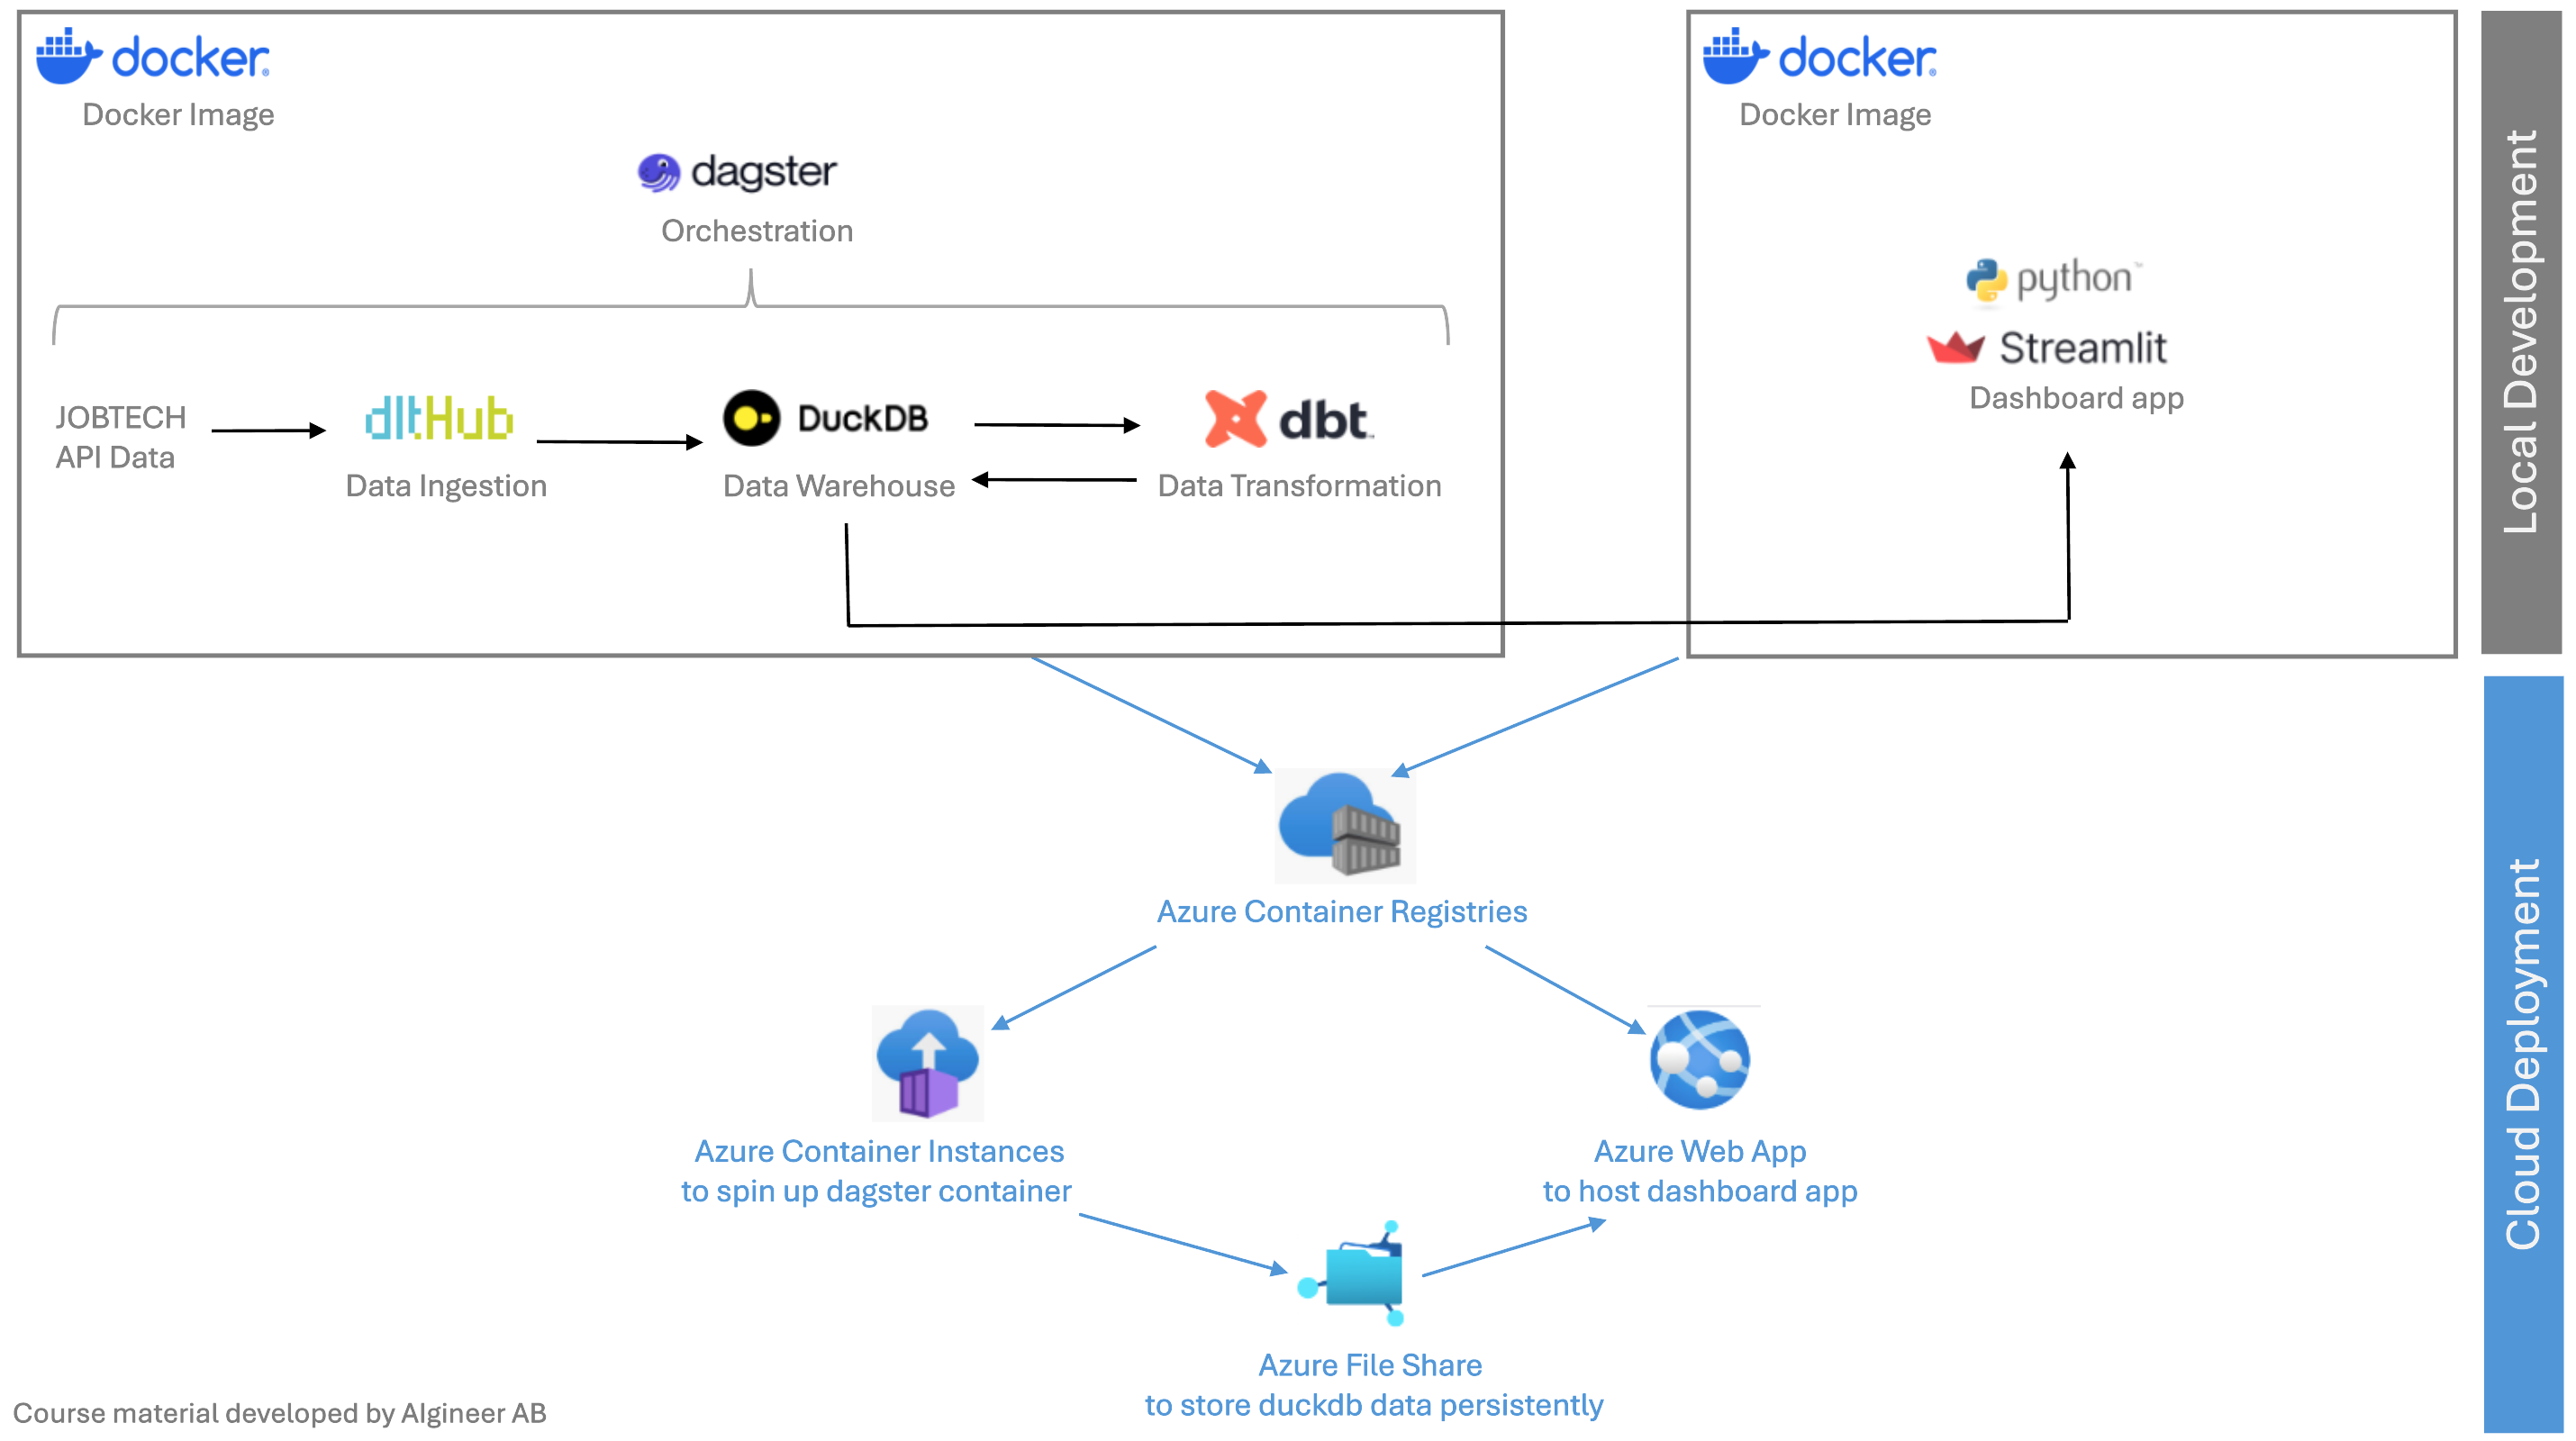 docker
Docker Image
docker
Docker Image
dagster
Orchestration
JOBTECH
API Data
dltHub
Data Ingestion
DuckDB
Data Warehouse
dbt
Data Transformation
python™
Streamlit
Dashboard app
Local Development
Azure Container Registries
Azure Container Instances
to spin up dagster container
Azure Web App
to host dashboard app
Azure File Share
to store duckdb data persistently
Cloud Deployment
Course material developed by AIgineer AB